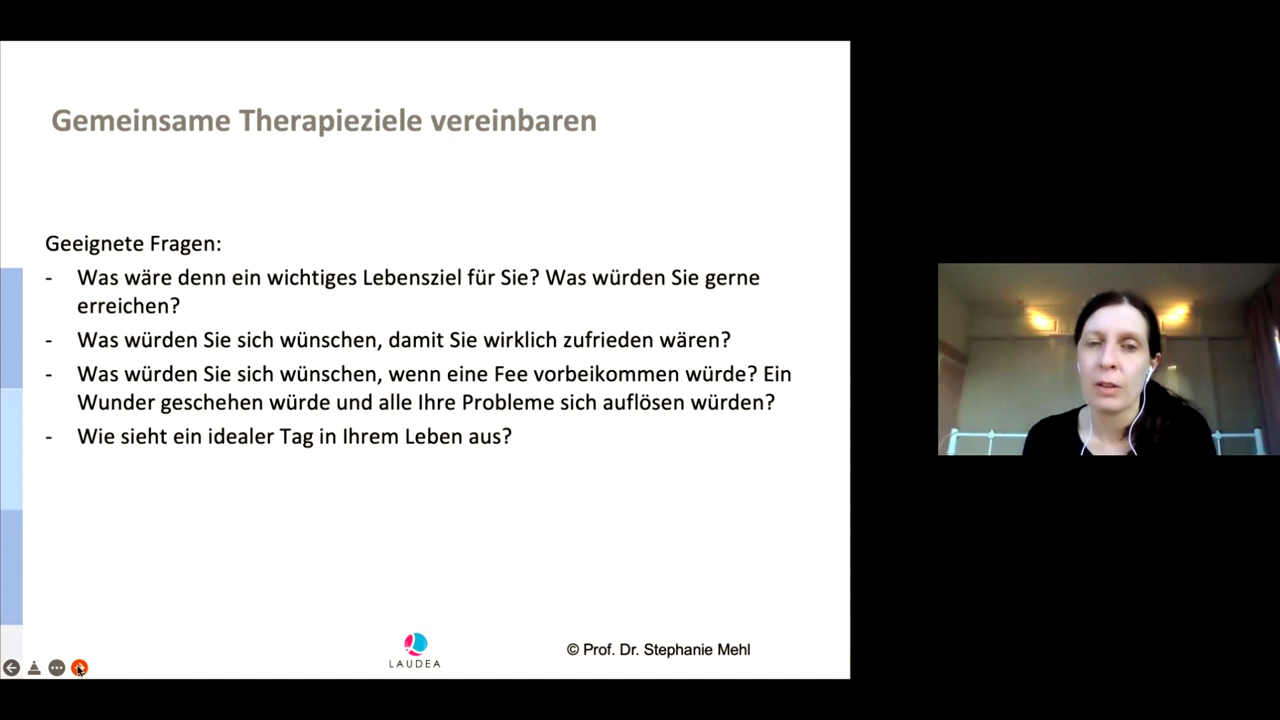 Gemeinsame Therapieziele vereinbaren
Geeignete Fragen:
- Was wäre denn ein wichtiges Lebensziel für Sie? Was würden Sie gerne
erreichen?
- Was würden Sie sich wünschen, damit Sie wirklich zufrieden wären?
- Was würden Sie sich wünschen, wenn eine Fee vorbeikommen würde? Ein
Wunder geschehen würde und alle Ihre Probleme sich auflösen würden?
- Wie sieht ein idealer Tag in Ihrem Leben aus?
LAUDEA
© Prof. Dr. Stephanie Mehl